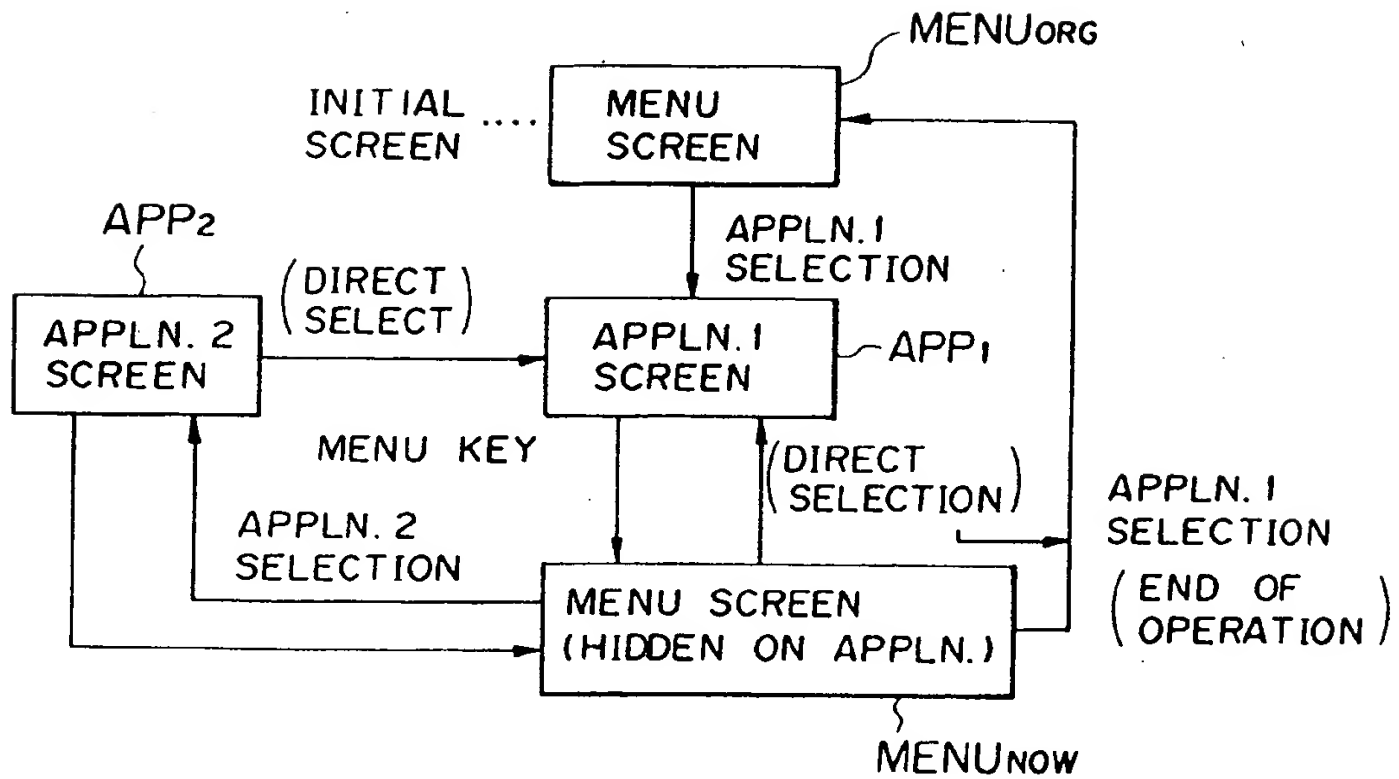 MENUORG
INITIAL
SCREEN ....
MENU
SCREEN
APP2
APPLN. 1
SELECTION
(DIRECT
SELECT)
APPLN. 2
SCREEN
APPLN. 1
SCREEN
APP1
MENU KEY
(DIRECT
SELECTION)
APPLN. 1
SELECTION
APPLN. 2
SELECTION
(END OF
OPERATION)
MENU SCREEN
(HIDDEN ON APPLN.)
MENUNOW